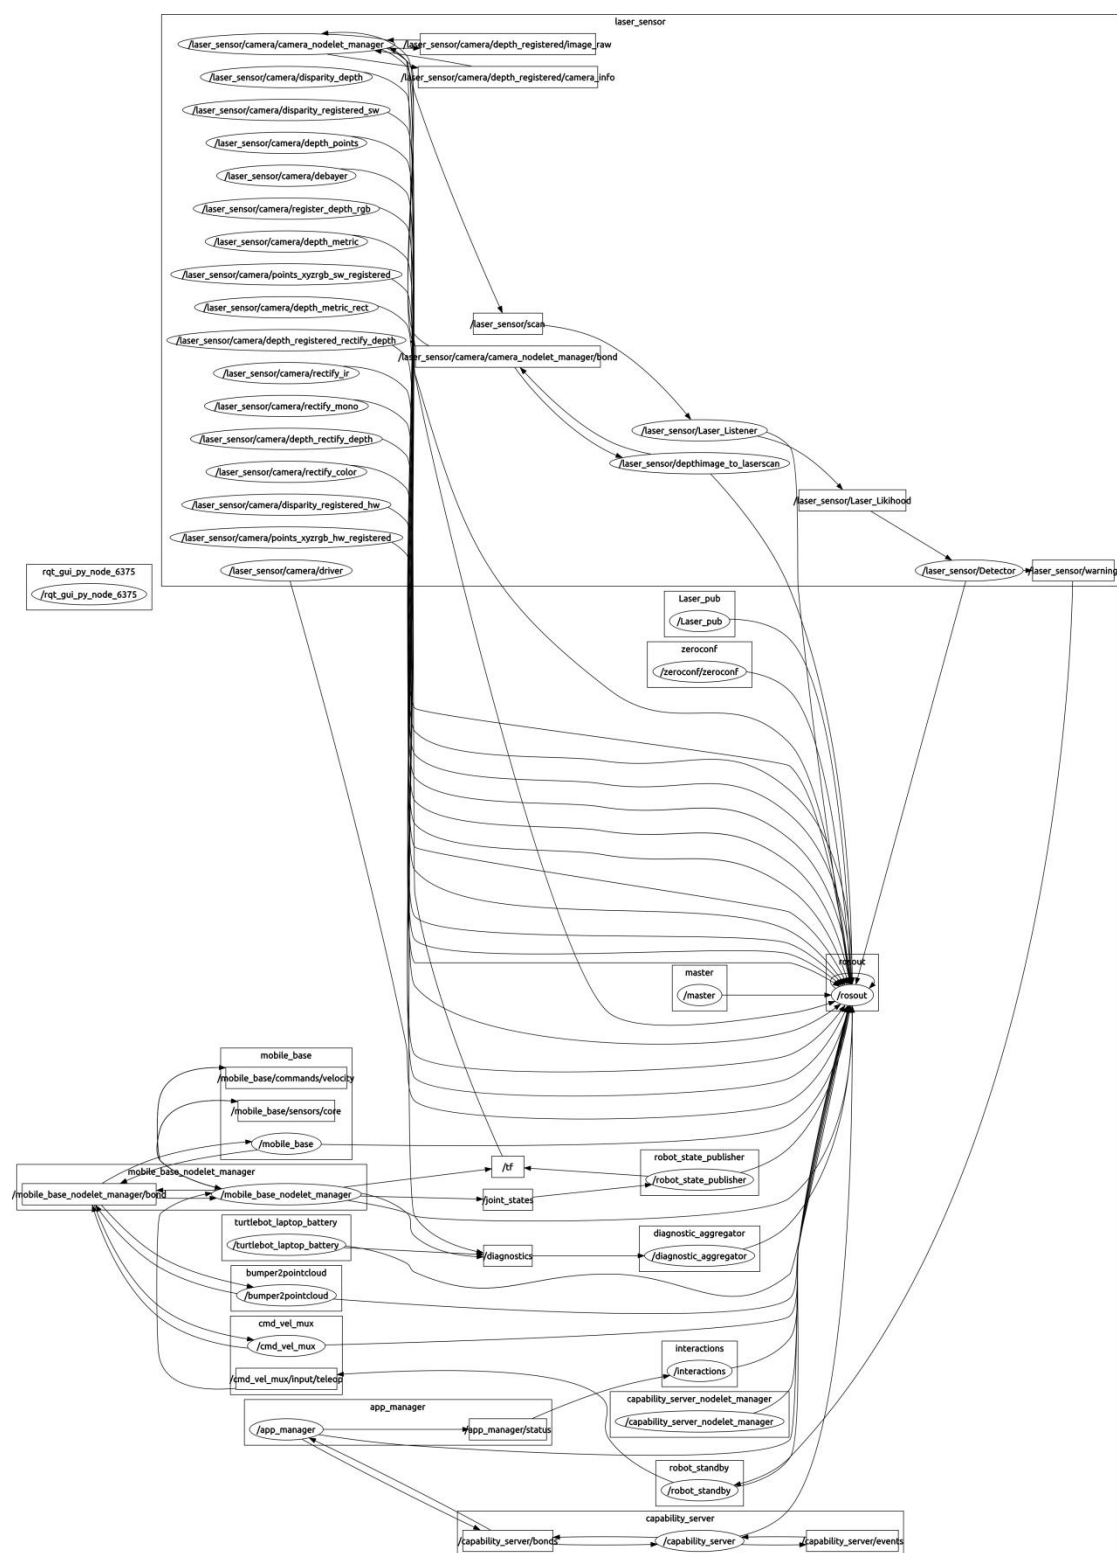 laser_sensor
/laser_sensor/camera/camera_nodelet_manager
/laser_sensor/camera/depth_registered/image_raw
/laser_sensor/camera/depth_registered/camera_info
/laser_sensor/camera/disparity_depth
/laser_sensor/camera/disparity_registered_sw
/laser_sensor/camera/depth_points
/laser_sensor/camera/debayer
/laser_sensor/camera/register_depth_rgb
/laser_sensor/camera/depth_metric
/laser_sensor/camera/points_xyzrgb_sw_registered
/laser_sensor/camera/depth_metric_rect
/laser_sensor/scan
/laser_sensor/camera/depth_registered_rectify_depth
/laser_sensor/camera/camera_nodelet_manager/bond
/laser_sensor/camera/rectify_ir
/laser_sensor/camera/rectify_mono
/laser_sensor/Laser_Listener
/laser_sensor/camera/depth_rectify_depth
/laser_sensor/depthimage_to_laserscan
/laser_sensor/camera/rectify_color
/laser_sensor/Laser_Likihood
/laser_sensor/camera/disparity_registered_hw
/laser_sensor/camera/points_xyzrgb_hw_registered
/laser_sensor/camera/driver
/laser_sensor/Detector
/laser_sensor/warning
rqt_gui_py_node_6375
/rqt_gui_py_node_6375
Laser_pub
/Laser_pub
zeroconf
/zeroconf/zeroconf
rosout
/rosout
master
/master
mobile_base
/mobile_base/commands/velocity
/mobile_base/sensors/core
/mobile_base
mobile_base_nodelet_manager
/mobile_base_nodelet_manager/bond
/mobile_base_nodelet_manager
/tf
robot_state_publisher
/robot_state_publisher
/joint_states
turtlebot_laptop_battery
/turtlebot_laptop_battery
/diagnostics
diagnostic_aggregator
/diagnostic_aggregator
bumper2pointcloud
/bumper2pointcloud
cmd_vel_mux
/cmd_vel_mux
/cmd_vel_mux/input/teleop
interactions
/interactions
capability_server_nodelet_manager
/capability_server_nodelet_manager
app_manager
/app_manager
/app_manager/status
robot_standby
/robot_standby
capability_server
/capability_server/bonds
/capability_server
/capability_server/events